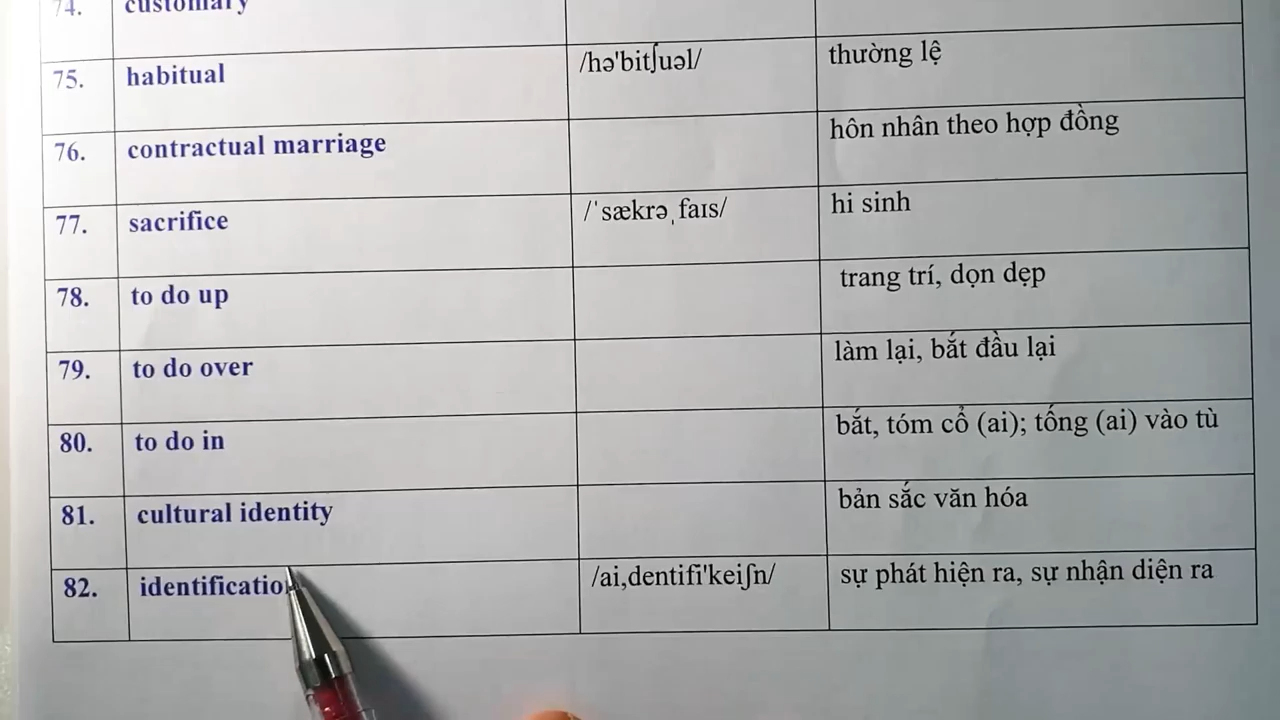 74. customary
75. habitual /hə'bitʃuəl/ thường lệ
76. contractual marriage hôn nhân theo hợp đồng
77. sacrifice /ˈsækrəˌfaɪs/ hi sinh
78. to do up trang trí, dọn dẹp
79. to do over làm lại, bắt đầu lại
80. to do in bắt, tóm cổ (ai); tống (ai) vào tù
81. cultural identity bản sắc văn hóa
82. identification /ai,dentifi'keiʃn/ sự phát hiện ra, sự nhận diện ra